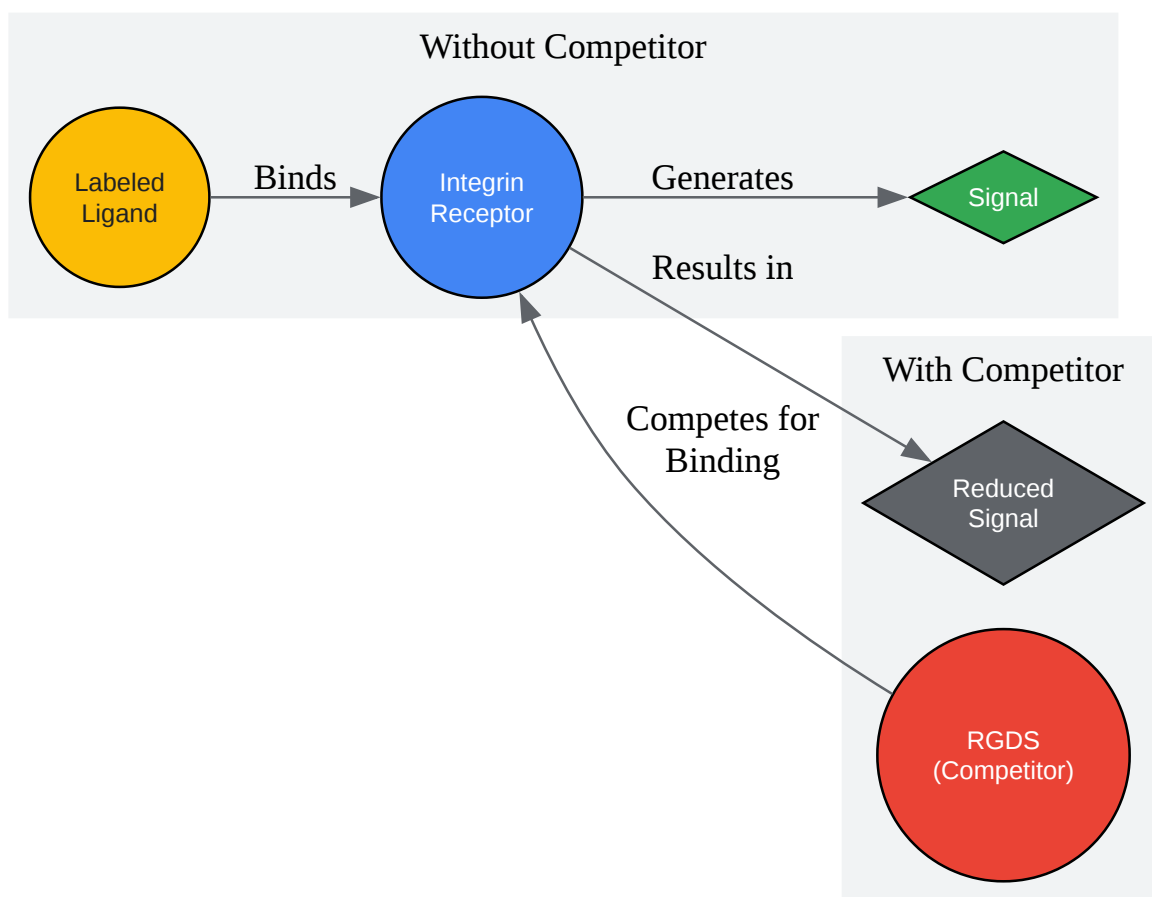 Without Competitor
Labeled
Ligand
Binds
Integrin
Receptor
Generates
Signal
Results in
With Competitor
Competes for
Binding
Reduced
Signal
RGDS
(Competitor)